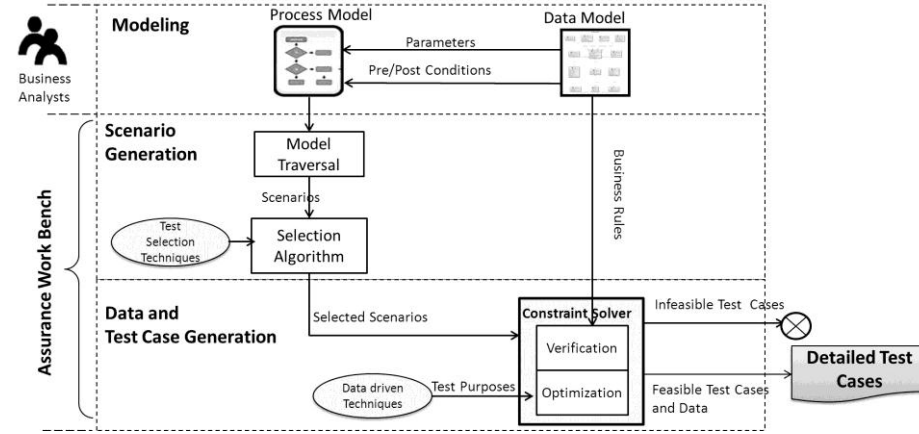 Modeling
Process Model
Data Model
Parameters
Pre/Post Conditions
Business
Analysts
Scenario
Generation
Model
Traversal
Scenarios
Test
Selection
Techniques
Selection
Algorithm
Business Rules
Assurance Work Bench
Data and
Test Case Generation
Selected Scenarios
Constraint Solver
Verification
Optimization
Data driven
Techniques
Test Purposes
Infeasible Test Cases
Feasible Test Cases
and Data
Detailed Test
Cases